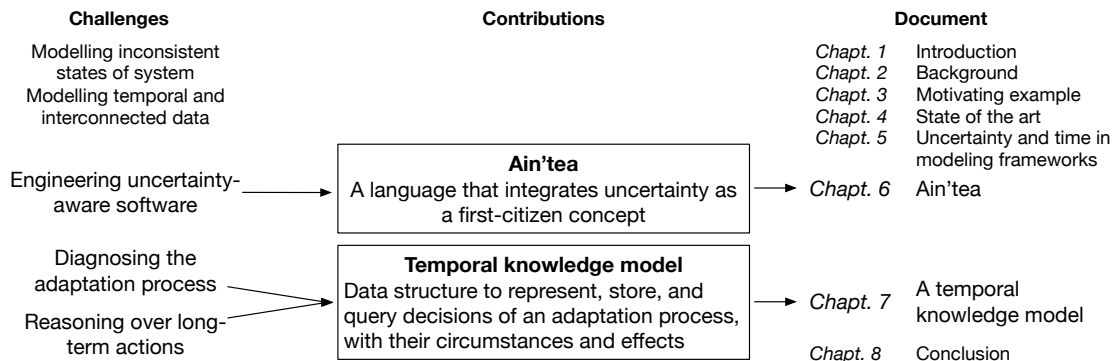 Challenges
Modelling inconsistent
states of system
Modelling temporal and
interconnected data
Engineering uncertainty-
aware software
Diagnosing the
adaptation process
Reasoning over long-
term actions
Contributions
Ain'tea
A language that integrates uncertainty as
a first-citizen concept
Temporal knowledge model
Data structure to represent, store, and
query decisions of an adaptation process,
with their circumstances and effects
Document
Chapt. 1 Introduction
Chapt. 2 Background
Chapt. 3 Motivating example
Chapt. 4 State of the art
Chapt. 5 Uncertainty and time in
modeling frameworks
Chapt. 6 Ain'tea
Chapt. 7 A temporal
knowledge model
Chapt. 8 Conclusion